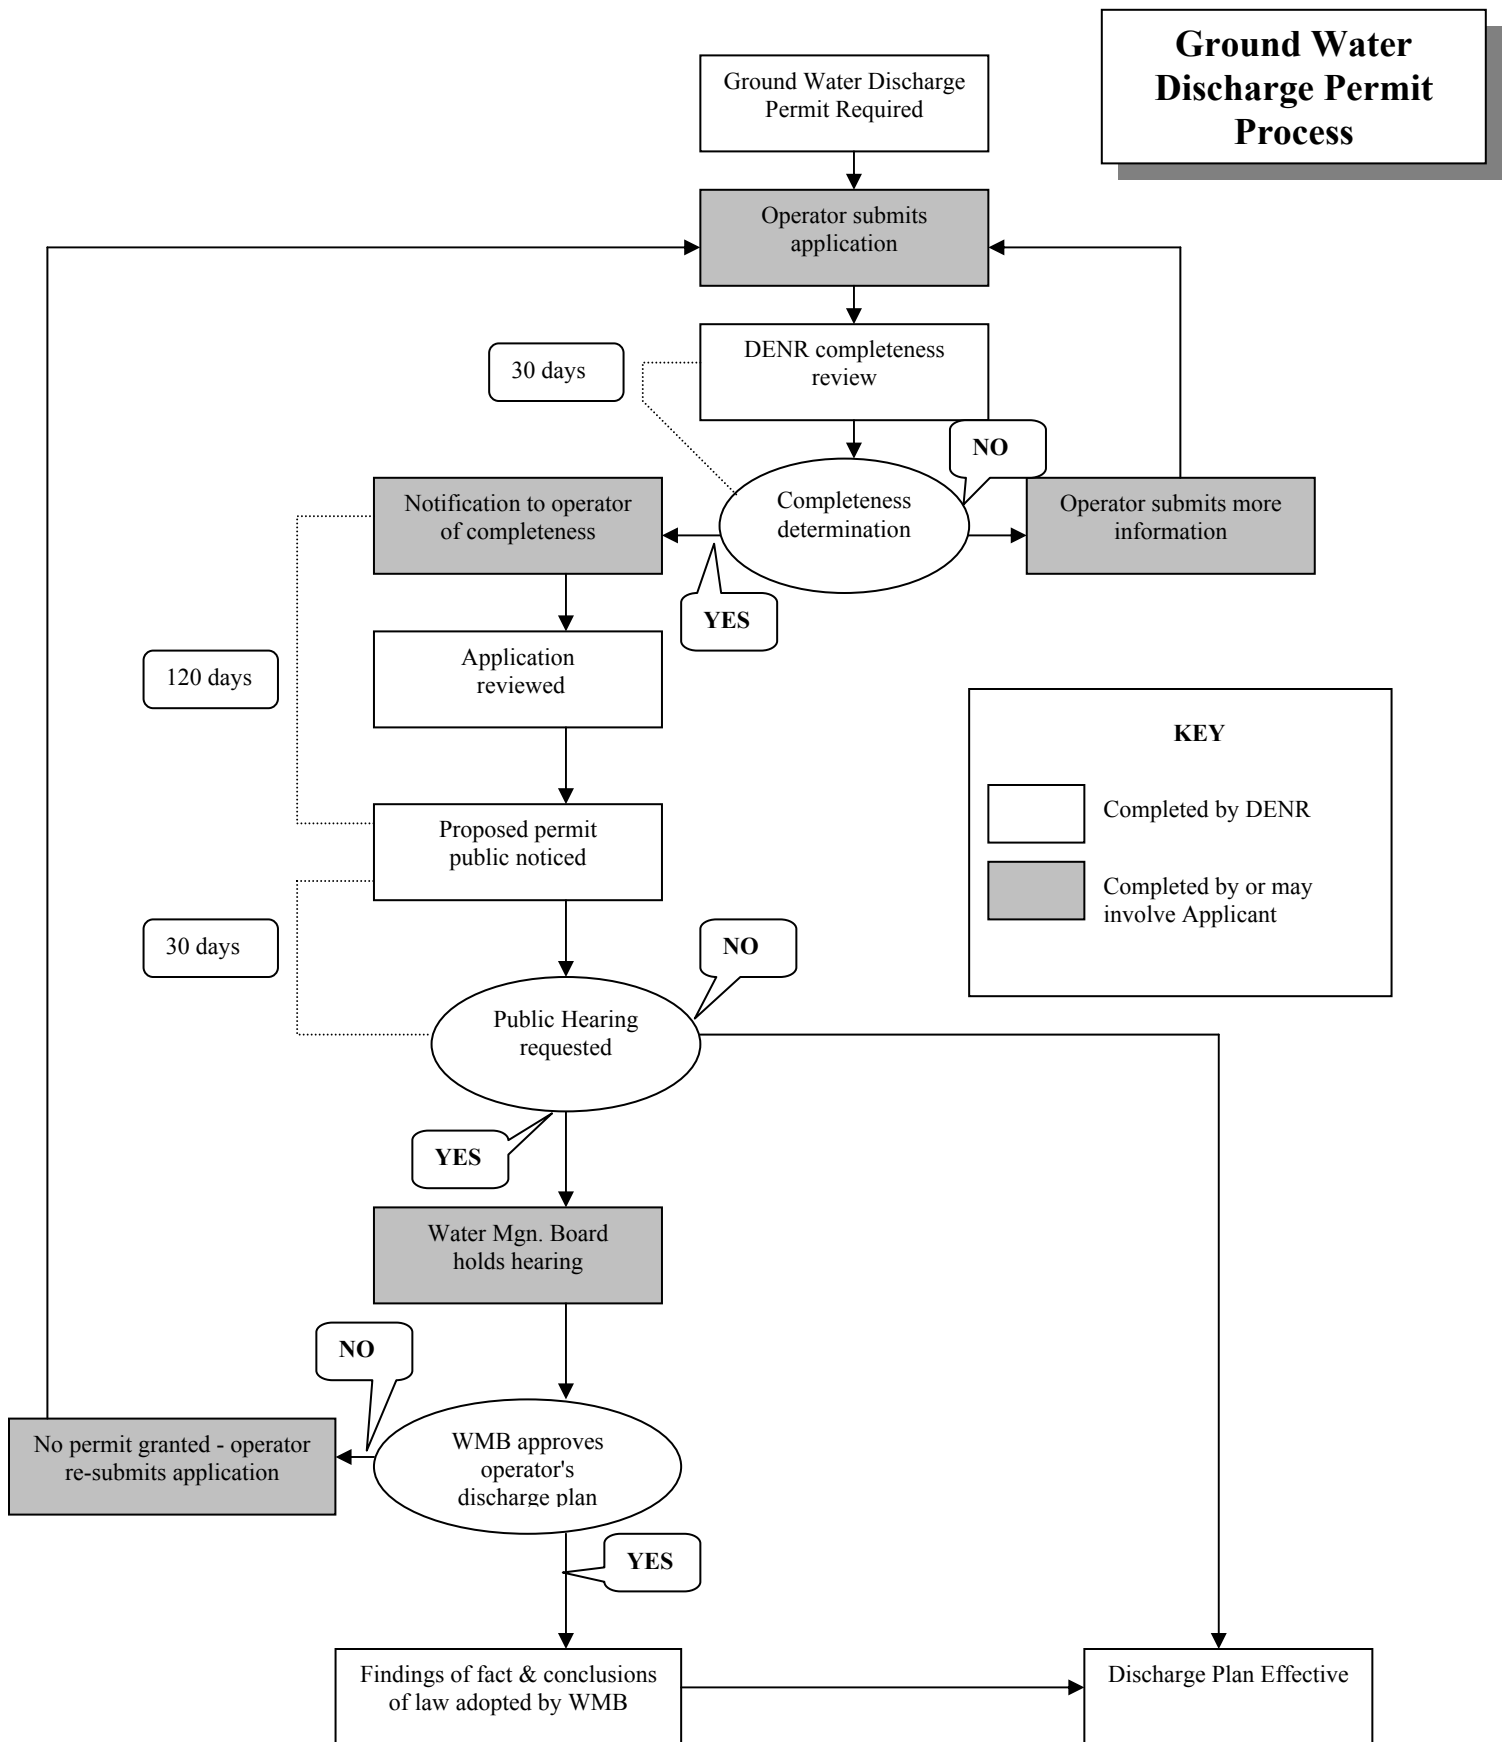 Ground Water
Discharge Permit
Process
Ground Water Discharge
Permit Required
Operator submits
application
DENR completeness
review
30 days
NO
Completeness
determination
Notification to operator
of completeness
Operator submits more
information
YES
Application
reviewed
120 days
KEY
Completed by DENR
Completed by or may
involve Applicant
Proposed permit
public noticed
30 days
NO
Public Hearing
requested
YES
Water Mgn. Board
holds hearing
NO
WMB approves
operator's
discharge plan
No permit granted - operator
re-submits application
YES
Findings of fact & conclusions
of law adopted by WMB
Discharge Plan Effective